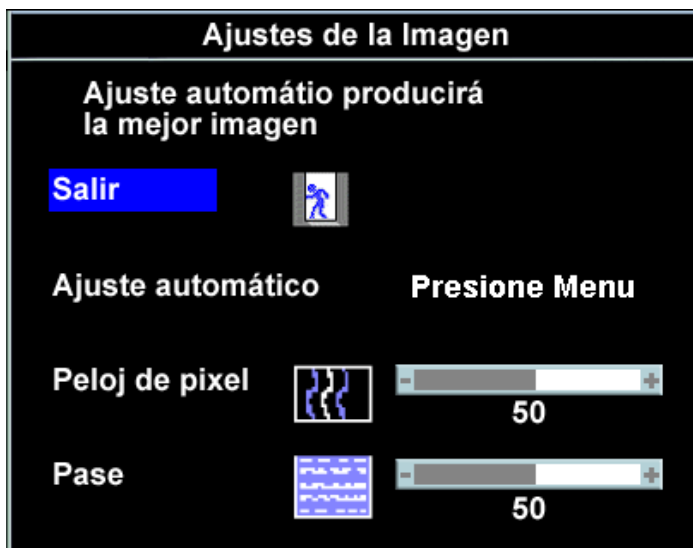 Ajustes de la Imagen
Ajuste automátio producirá
la mejor imagen
Salir
Ajuste automático Presione Menu
Peloj de pixel - +
50
Pase - +
50